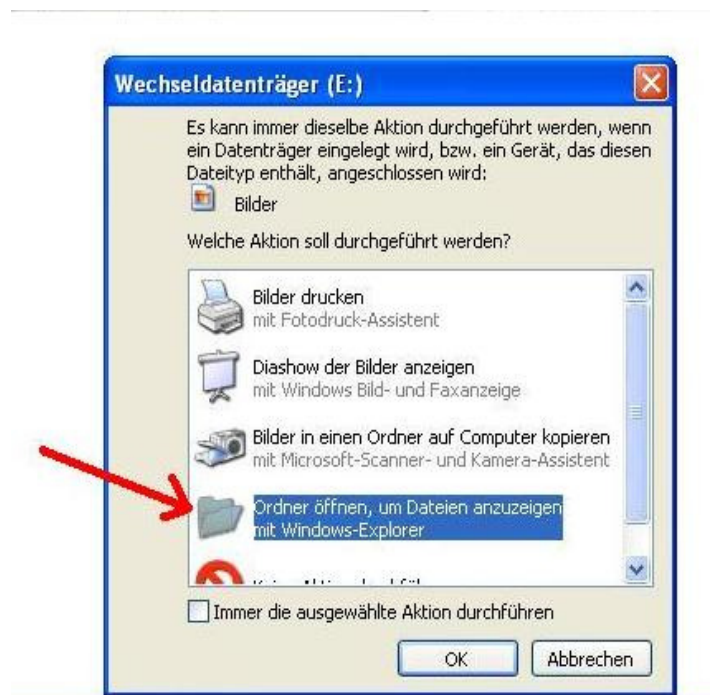 Wechseldatenträger (E:)
Es kann immer dieselbe Aktion durchgeführt werden, wenn
ein Datenträger eingelegt wird, bzw. ein Gerät, das diesen
Dateityp enthält, angeschlossen wird:
Bilder
Welche Aktion soll durchgeführt werden?
Bilder drucken
mit Fotodruck-Assistent
Diashow der Bilder anzeigen
mit Windows Bild- und Faxanzeige
Bilder in einen Ordner auf Computer kopieren
mit Microsoft-Scanner- und Kamera-Assistent
Ordner öffnen, um Dateien anzuzeigen
mit Windows-Explorer
Immer die ausgewählte Aktion durchführen
OK
Abbrechen